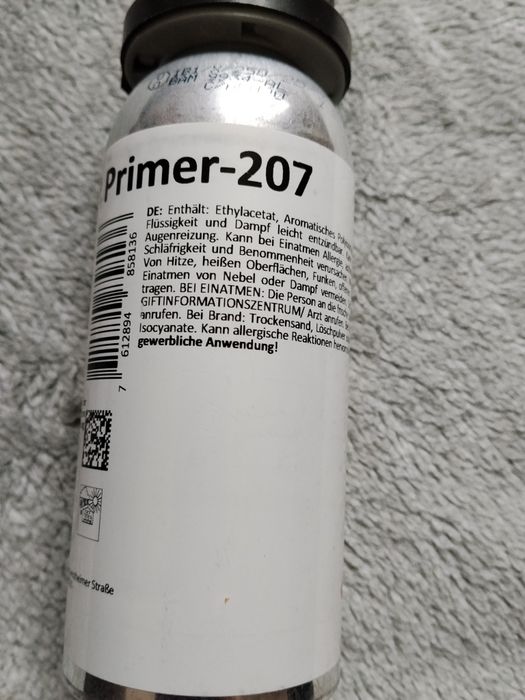 Primer-207
DE: Enthält: Ethylacetat, Aromatisches
Flüssigkeit und Dampf leicht entzündbar.
Augenreizung. Kann bei Einatmen Allergie,
Schläfrigkeit und Benommenheit verursachen
Von Hitze, heißen Oberflächen, Funken,
Einatmen von Nebel oder Dampf vermeiden
tragen. BEI EINATMEN: Die Person an die
GIFTINFORMATIONSZENTRUM/ Arzt anrufen.
anrufen. Bei Brand: Trockensand, Löschpulver
Isocyanate. Kann allergische Reaktionen
gewerbliche Anwendung!
7 612894 858136
Straße